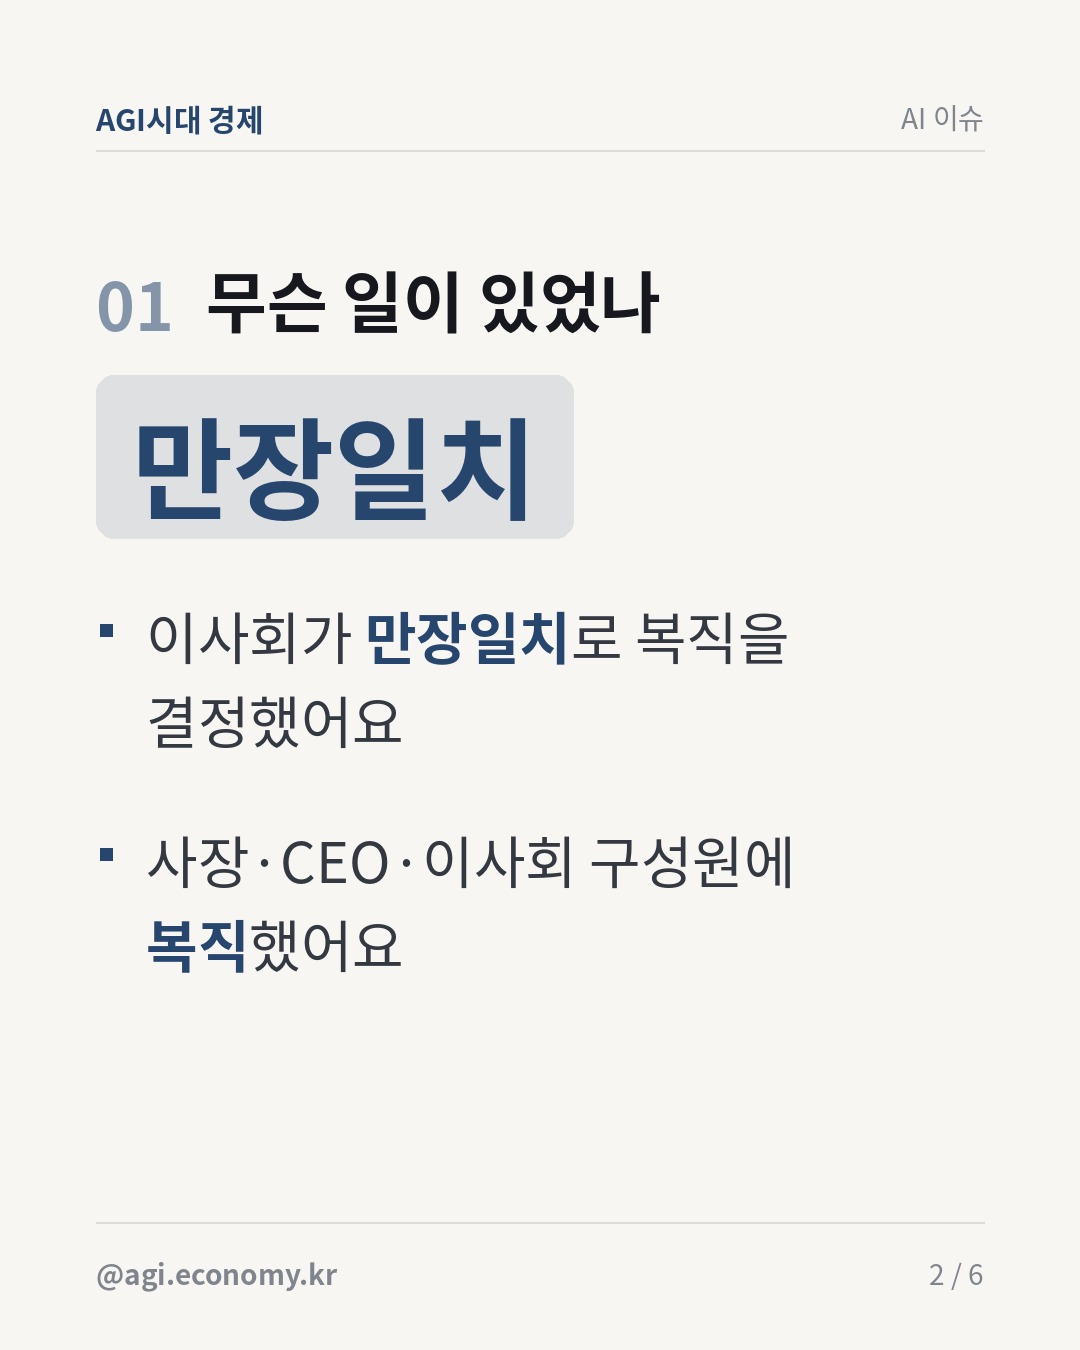 AGI시대 경제
AI 이슈
01 무슨 일이 있었나
만장일치
▪ 이사회가 만장일치로 복직을
결정했어요
▪ 사장·CEO·이사회 구성원에
복직했어요
@agi.economy.kr
2 / 6